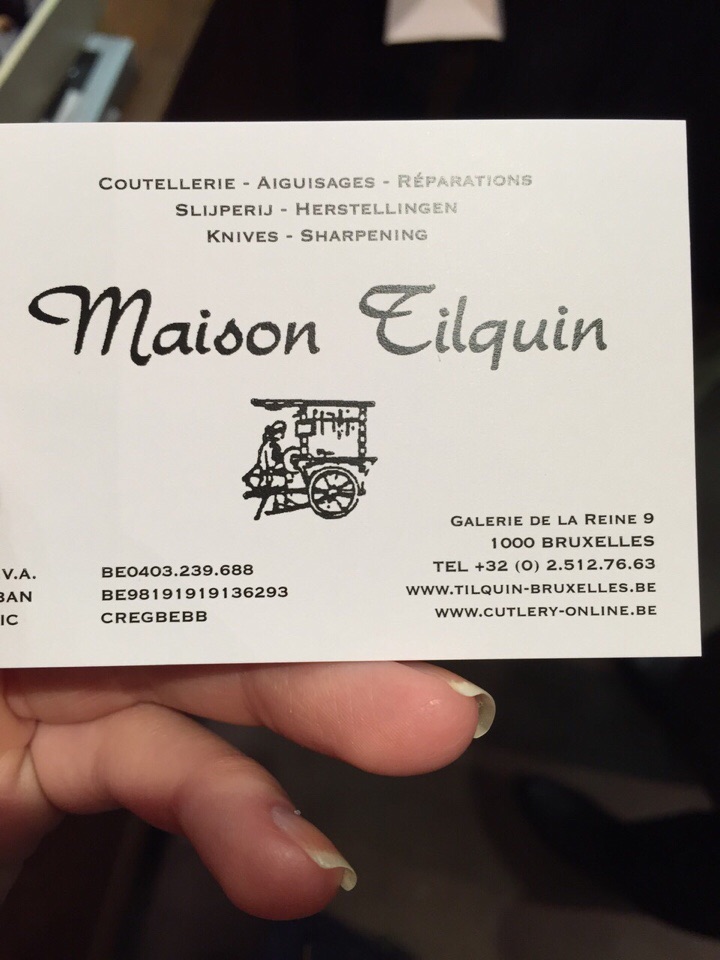 COUTELLERIE - AIGUISAGES - RÉPARATIONS
SLIJPERIJ - HERSTELLINGEN
KNIVES - SHARPENING
Maison Tilquin
GALERIE DE LA REINE 9
1000 BRUXELLES
TEL +32 (0) 2.512.76.63
WWW.TILQUIN-BRUXELLES.BE
WWW.CUTLERY-ONLINE.BE
V.A. BE0403.239.688
BAN BE98191919136293
IC CREGBEBB